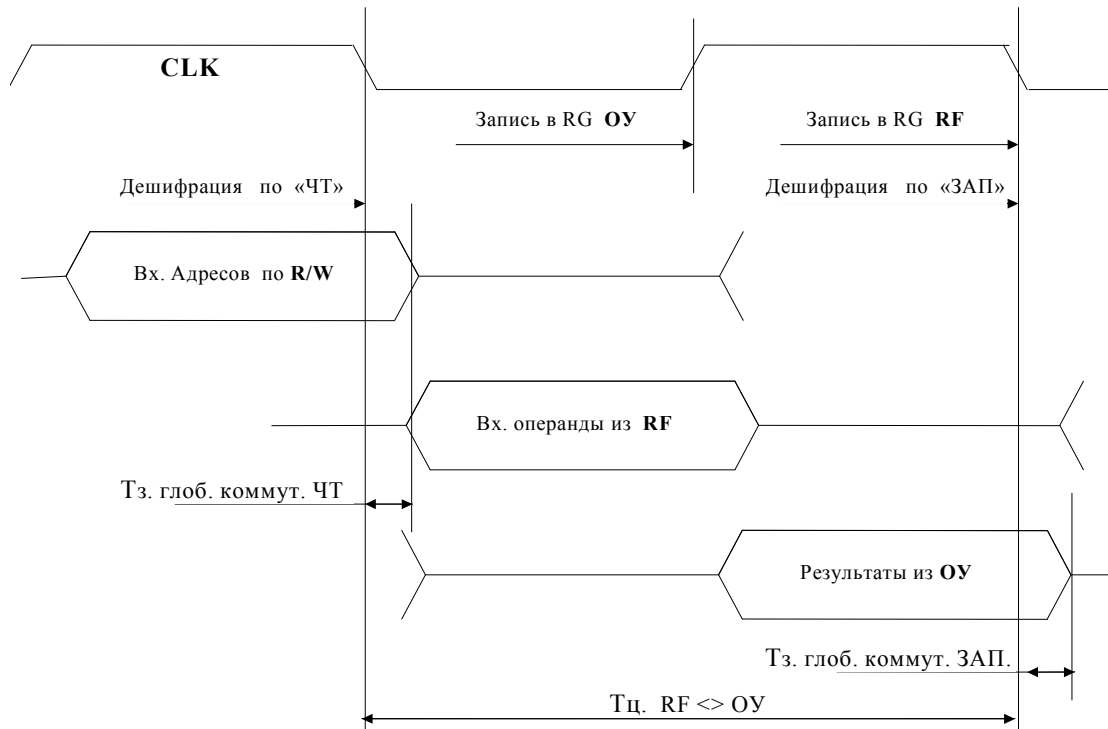 CLK
Запись в RG ОУ
Запись в RG RF
Дешифрация по «ЧТ»
Дешифрация по «ЗАП»
Вх. Адресов по R/W
Вх. операнды из RF
Тз. глоб. коммут. ЧТ
Результаты из ОУ
Тз. глоб. коммут. ЗАП.
Тц. RF <> ОУ